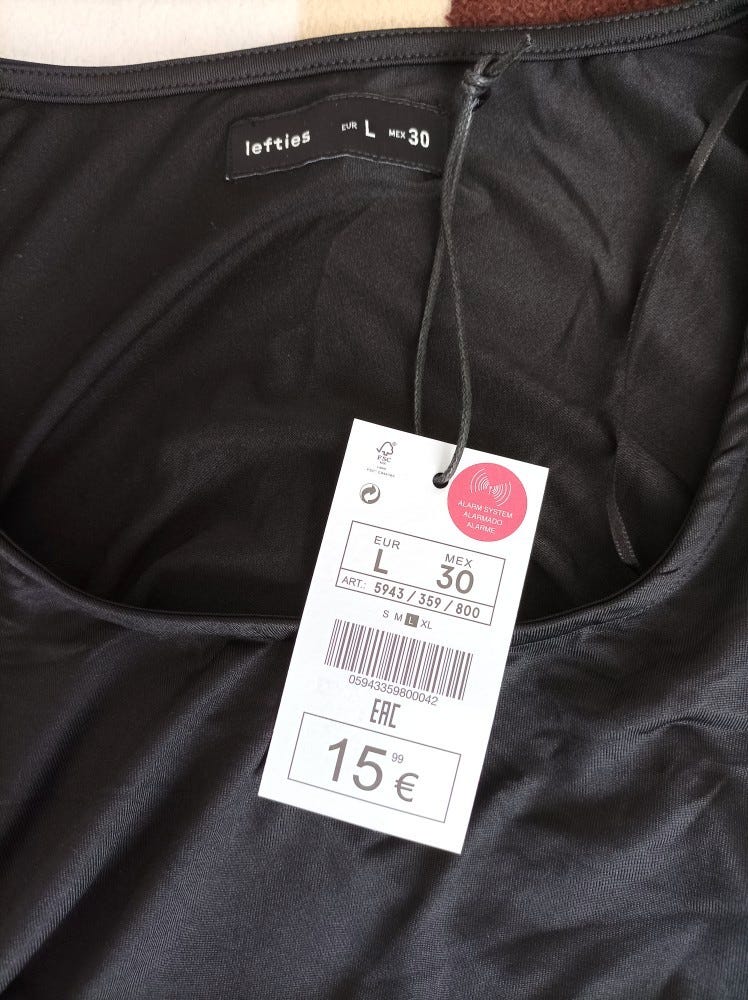 lefties EUR L MEX 30
FSC
ALARM SYSTEM
ALARMADO
ALARME
EUR MEX
L 30
ART.: 5943 / 359 / 800
S M L XL
05943359800042
EAC
15 99 €